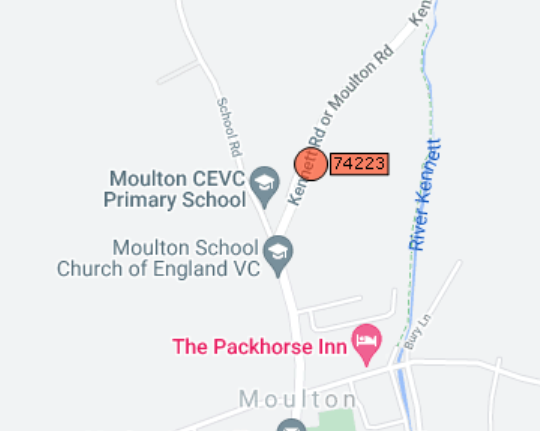 Ken
Kennett Rd or Moulton Rd
School Rd
74223
Moulton CEVC
Primary School
River Kennett
Moulton School
Church of England VC
Bury Ln
The Packhorse Inn
Moulton